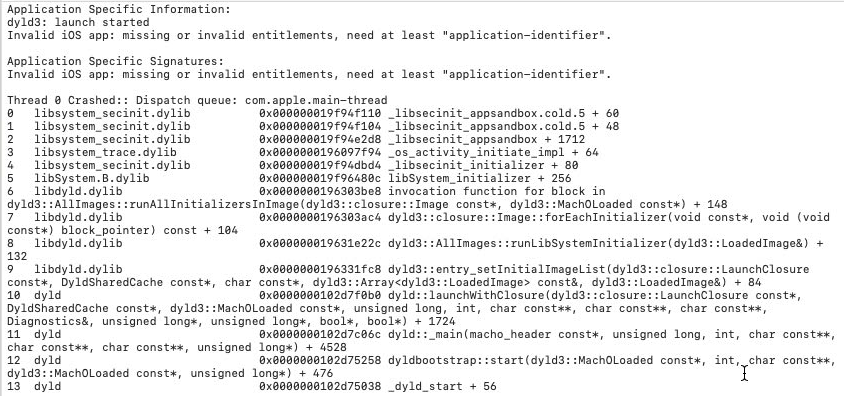 Application Specific Information:
dyld3: launch started
Invalid iOS app: missing or invalid entitlements, need at least "application-identifier".
Application Specific Signatures:
Invalid iOS app: missing or invalid entitlements, need at least "application-identifier".
Thread 0 Crashed:: Dispatch queue: com.apple.main-thread
0 libsystem_secinit.dylib 0x000000019f94f110 _libsecinit_appsandbox.cold.5 + 60
1 libsystem_secinit.dylib 0x000000019f94f104 _libsecinit_appsandbox.cold.5 + 48
2 libsystem_secinit.dylib 0x000000019f94e2d8 _libsecinit_appsandbox + 1712
3 libsystem_trace.dylib 0x000000196097f94 _os_activity_initiate_impl + 64
4 libsystem_secinit.dylib 0x000000019f94dbd4 _libsecinit_initializer + 80
5 libSystem.B.dylib 0x000000019f96480c libSystem_initializer + 256
6 libdyld.dylib 0x0000000196303be8 invocation function for block in
dyld3::AllImages::runAllInitializersInImage(dyld3::closure::Image const*, dyld3::MachOLoaded const*) + 148
7 libdyld.dylib 0x0000000196303ac4 dyld3::closure::Image::forEachInitializer(void const*, void (void
const*) block_pointer) const + 104
8 libdyld.dylib 0x000000019631e22c dyld3::AllImages::runLibSystemInitializer(dyld3::LoadedImage&) +
132
9 libdyld.dylib 0x0000000196331fc8 dyld3::entry_setInitialImageList(dyld3::closure::LaunchClosure
const*, DyldSharedCache const*, char const*, dyld3::Array<dyld3::LoadedImage> const&, dyld3::LoadedImage&) + 84
10 dyld 0x0000000102d7f0b0 dyld::launchWithClosure(dyld3::closure::LaunchClosure const*,
DyldSharedCache const*, dyld3::MachOLoaded const*, unsigned long, int, char const**, char const**, char const**,
Diagnostics&, unsigned long*, unsigned long*, bool*, bool*) + 1724
11 dyld 0x0000000102d7c06c dyld::_main(macho_header const*, unsigned long, int, char const**,
char const**, char const**, unsigned long*) + 4528
12 dyld 0x0000000102d75258 dyldbootstrap::start(dyld3::MachOLoaded const*, int, char const**,
dyld3::MachOLoaded const*, unsigned long*) + 476
13 dyld 0x0000000102d75038 _dyld_start + 56